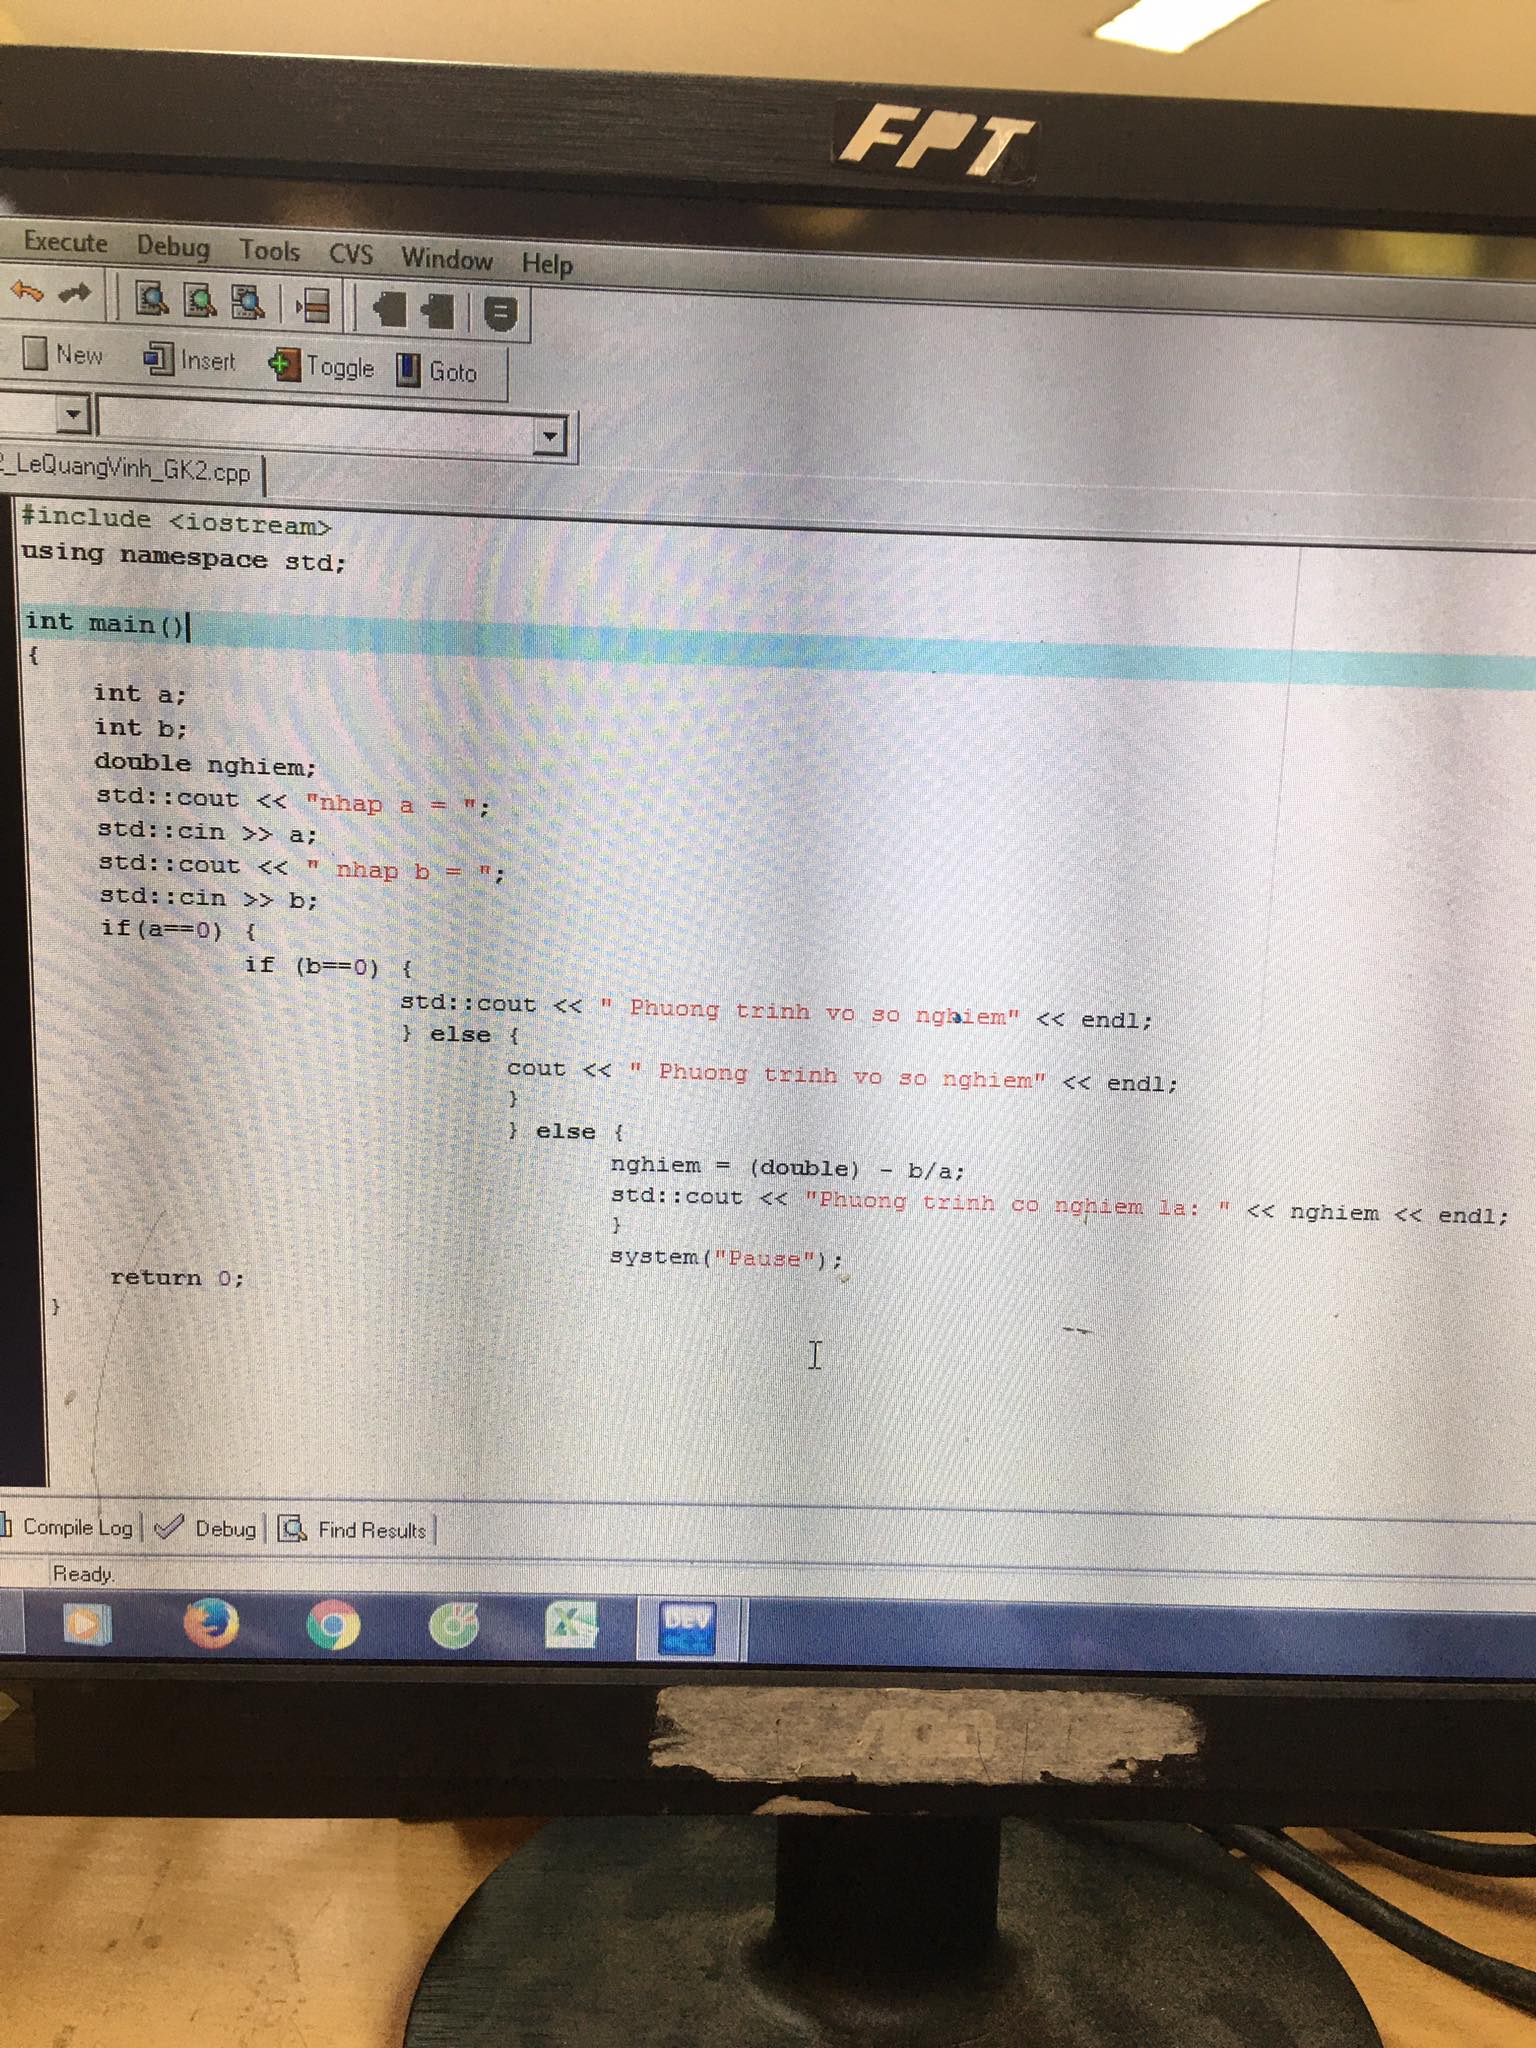 FPT
Execute Debug Tools CVS Window Help
New Insert Toggle Goto
_LeQuangVinh_GK2.cpp
#include <iostream>
using namespace std;
int main()
{
int a;
int b;
double nghiem;
std::cout << "nhap a = ";
std::cin >> a;
std::cout << " nhap b = ";
std::cin >> b;
if(a==0) {
if (b==0) {
std::cout << " Phuong trinh vo so nghiem" << endl;
} else {
cout << " Phuong trinh vo so nghiem" << endl;
}
} else {
nghiem = (double) - b/a;
std::cout << "Phuong trinh co nghiem la: " << nghiem << endl;
}
system("Pause");
return 0;
}
Compile Log Debug Find Results
Ready.
DEV
AOC